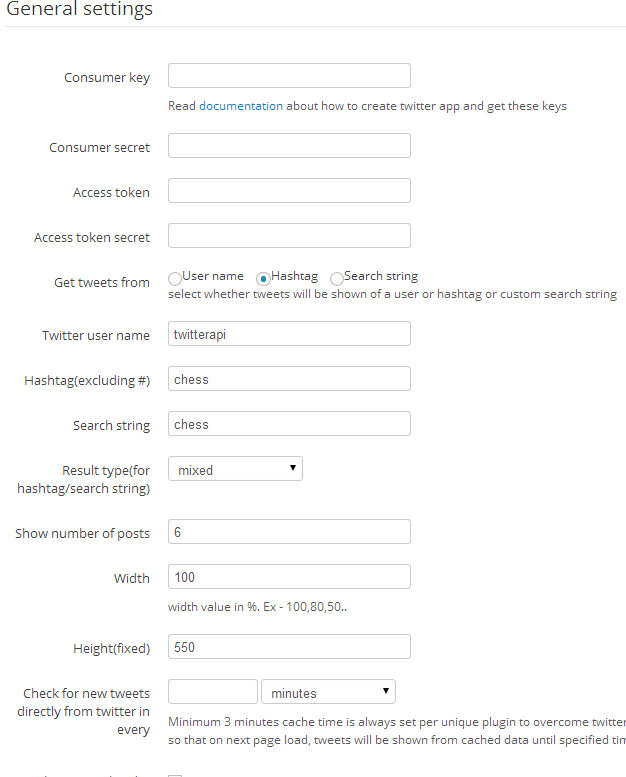 General settings
Consumer key
Read documentation about how to create twitter app and get these keys
Consumer secret
Access token
Access token secret
Get tweets from
User name Hashtag Search string
select whether tweets will be shown of a user or hashtag or custom search string
Twitter user name twitterapi
Hashtag(excluding #) chess
Search string chess
Result type(for mixed
hashtag/search string)
Show number of posts 6
Width 100
width value in %. Ex - 100,80,50..
Height(fixed) 550
Check for new tweets minutes
directly from twitter in
every
Minimum 3 minutes cache time is always set per unique plugin to overcome twitter
so that on next page load, tweets will be shown from cached data until specified